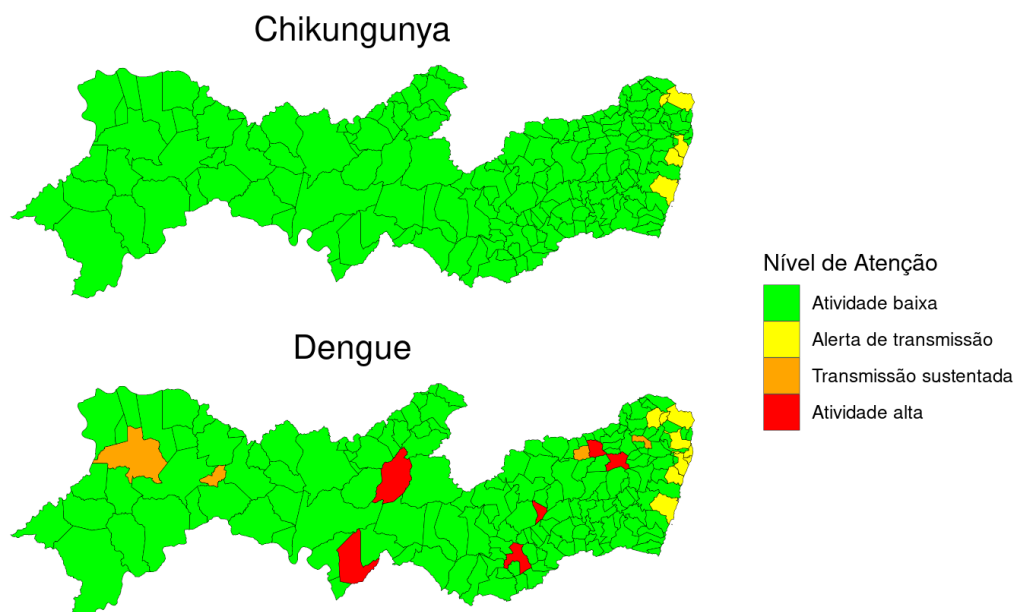 Chikungunya
Dengue
Nível de Atenção
Atividade baixa
Alerta de transmissão
Transmissão sustentada
Atividade alta